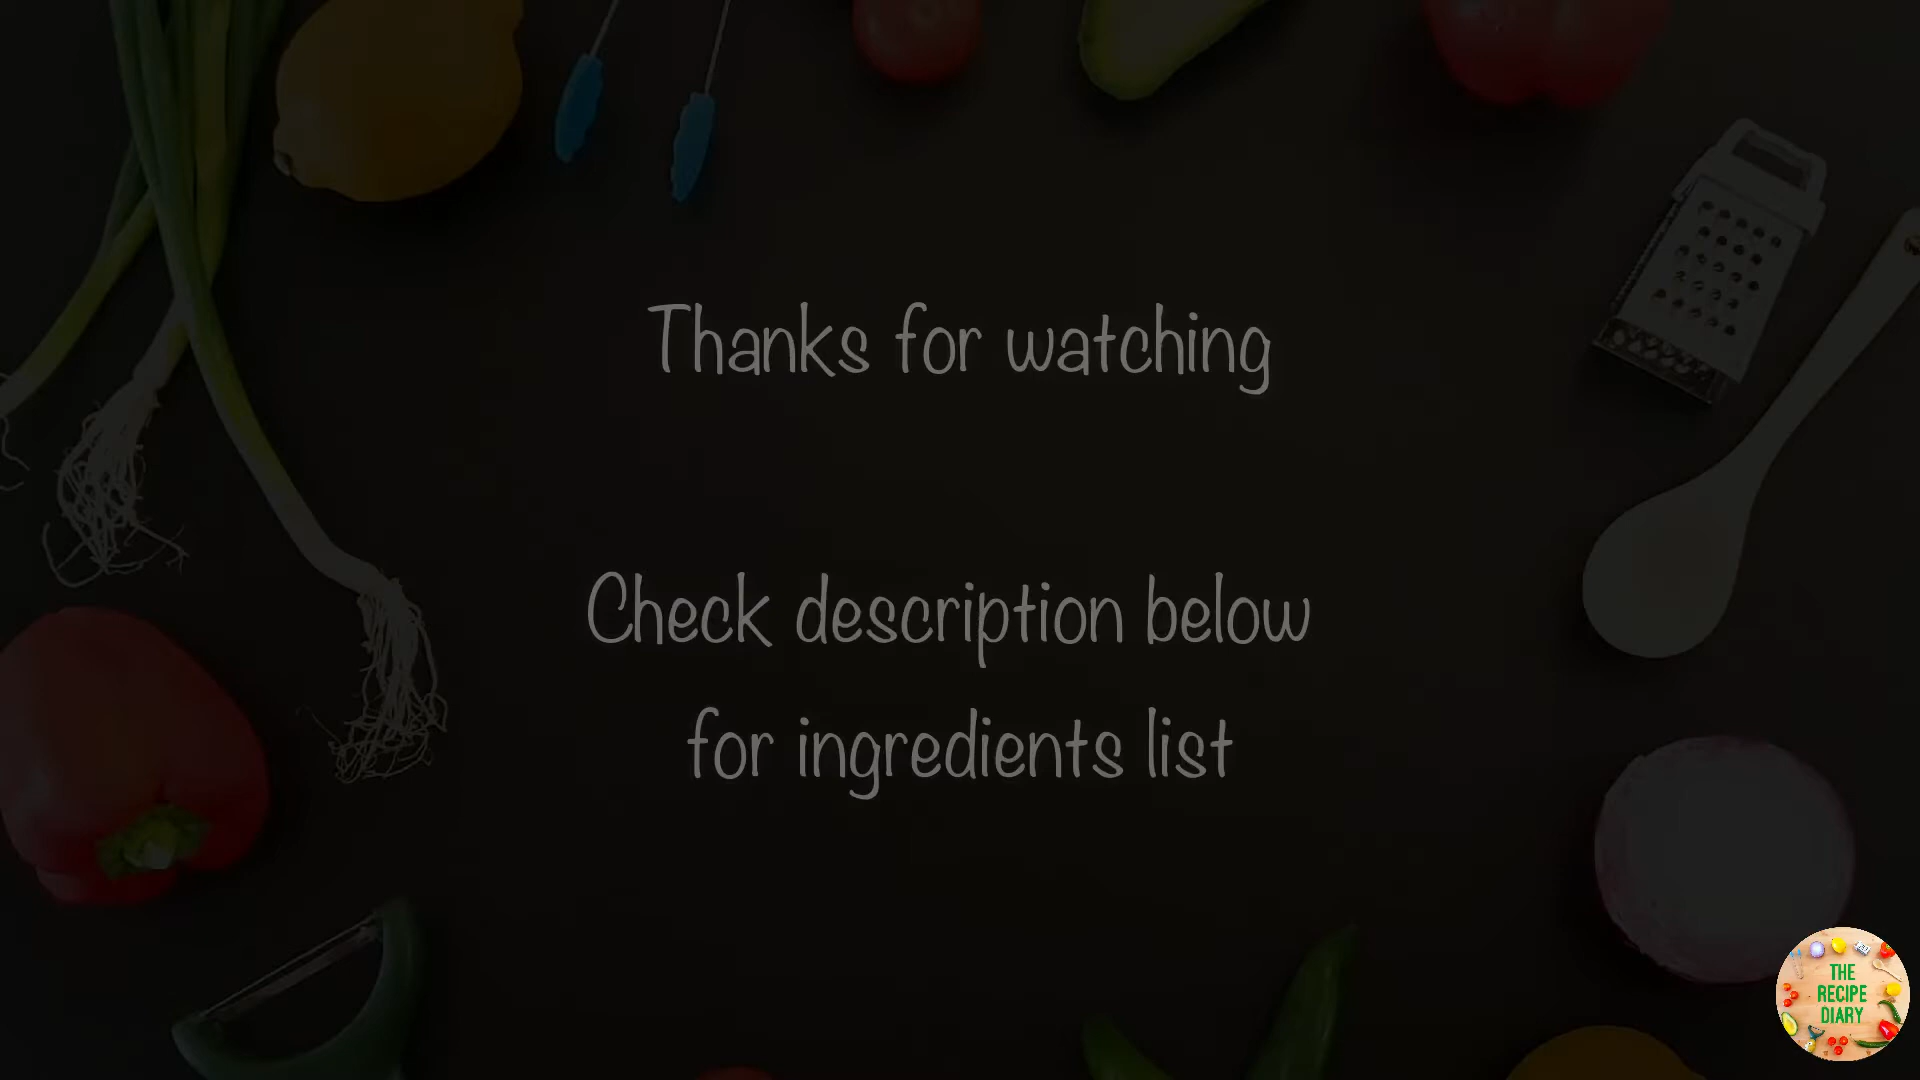 Thanks for watching
Check description below
for ingredients list
THE
RECIPE
DIARY